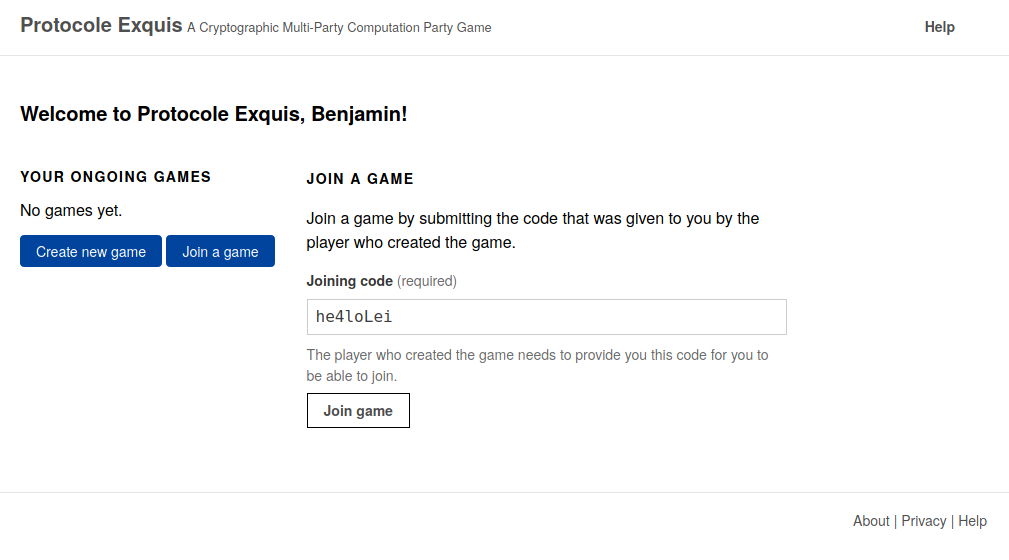 Protocole Exquis A Cryptographic Multi-Party Computation Party Game
Help
Welcome to Protocole Exquis, Benjamin!
YOUR ONGOING GAMES
No games yet.
Create new game
Join a game
JOIN A GAME
Join a game by submitting the code that was given to you by the
player who created the game.
Joining code (required)
he4loLei
The player who created the game needs to provide you this code for you to
be able to join.
Join game
About | Privacy | Help